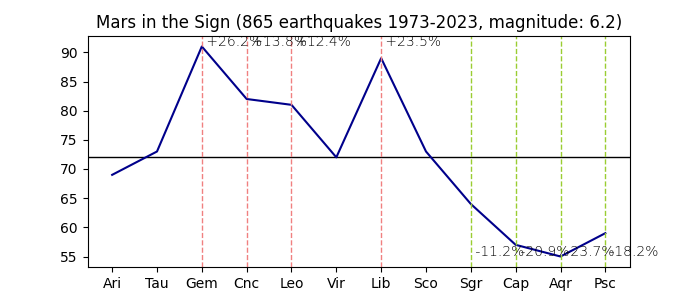 Mars in the Sign (865 earthquakes 1973-2023, magnitude: 6.2)
+26.2% +13.8% +12.4% +23.5%
90
85
80
75
70
65
60
55
-11.2% -20.9% -23.7% -18.2%
Ari Tau Gem Cnc Leo Vir Lib Sco Sgr Cap Aqr Psc